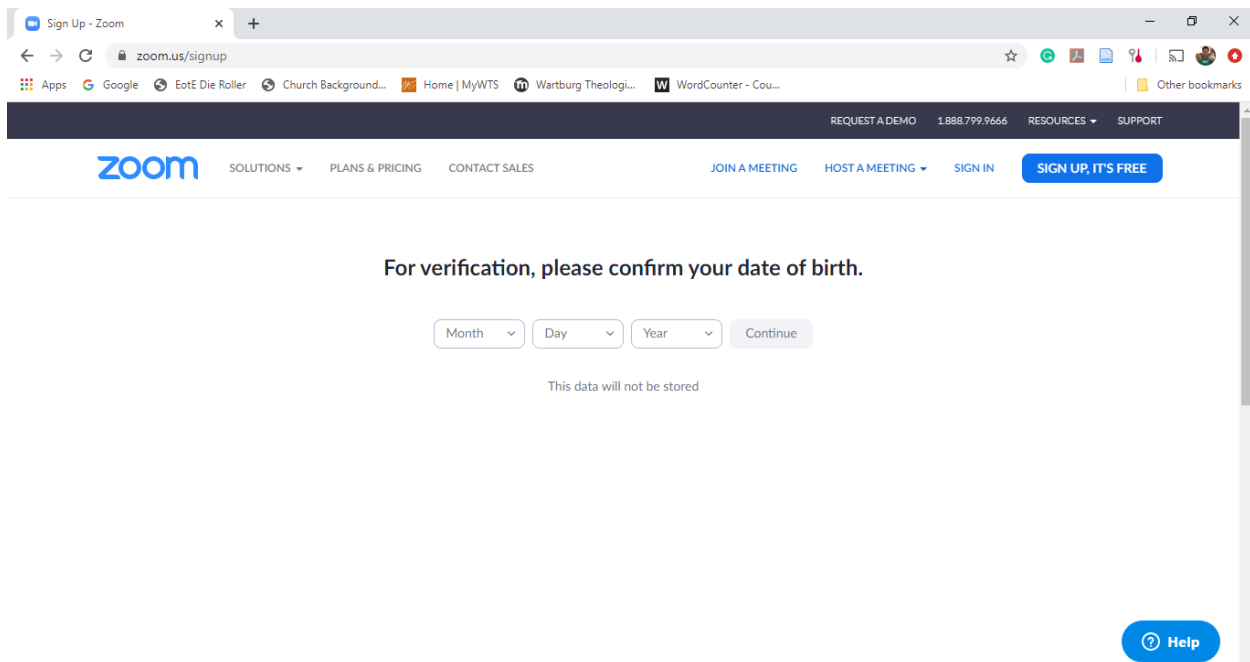 Sign Up - Zoom
zoom.us/signup
Apps Google EotE Die Roller Church Background... Home | MyWTS Wartburg Theologi... WordCounter - Cou... Other bookmarks
REQUEST A DEMO 1.888.799.9666 RESOURCES SUPPORT
zoom SOLUTIONS PLANS & PRICING CONTACT SALES JOIN A MEETING HOST A MEETING SIGN IN SIGN UP, IT'S FREE
For verification, please confirm your date of birth.
Month Day Year Continue
This data will not be stored
Help